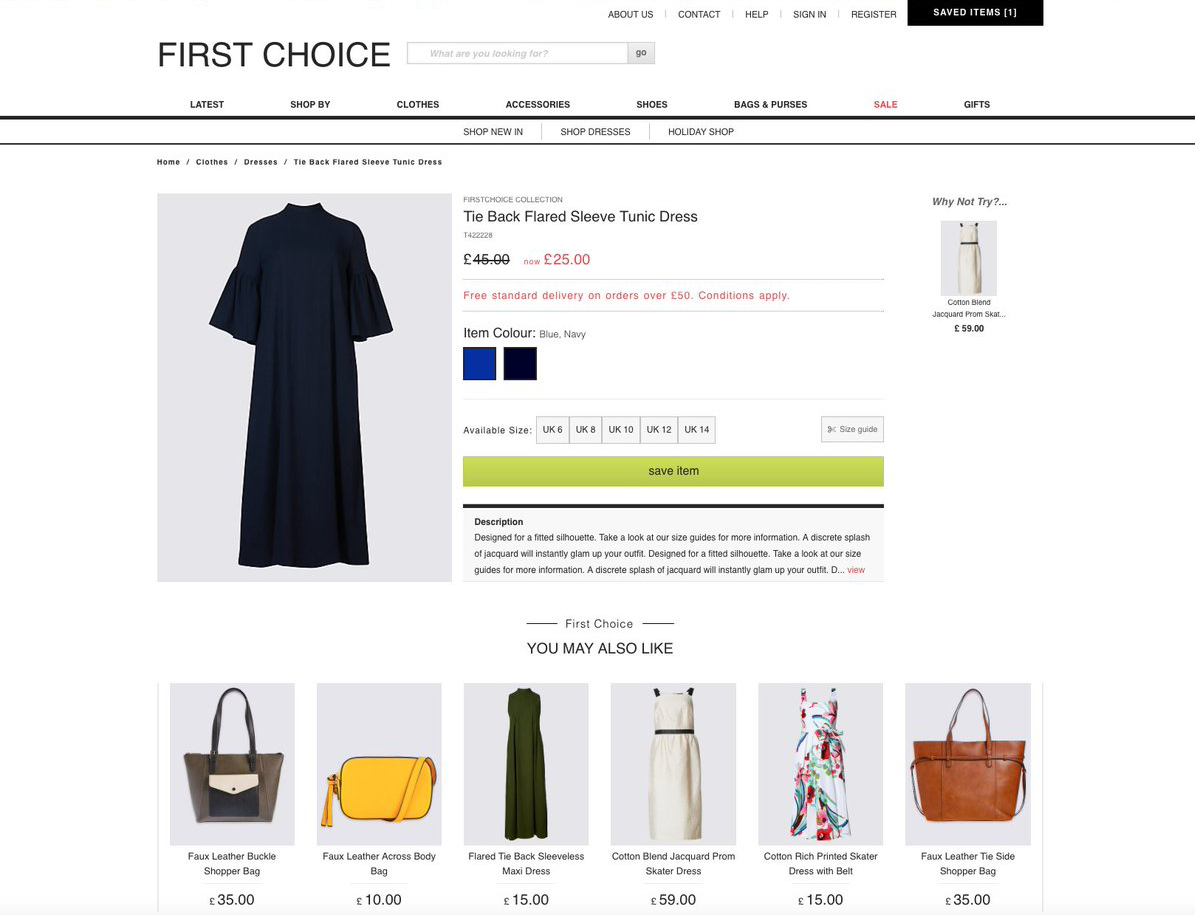 ABOUT US
CONTACT
HELP
SIGN IN
REGISTER
SAVED ITEMS [1]
FIRST CHOICE
What are you looking for?
go
LATEST
SHOP BY
CLOTHES
ACCESSORIES
SHOES
BAGS & PURSES
SALE
GIFTS
SHOP NEW IN
SHOP DRESSES
HOLIDAY SHOP
Home / Clothes / Dresses / Tie Back Flared Sleeve Tunic Dress
FIRSTCHOICE COLLECTION
Tie Back Flared Sleeve Tunic Dress
T422228
£45.00 now £25.00
Free standard delivery on orders over £50. Conditions apply.
Item Colour: Blue, Navy
Available Size: UK 6 UK 8 UK 10 UK 12 UK 14
Size guide
save item
Description
Designed for a fitted silhouette. Take a look at our size guides for more information. A discrete splash
of jacquard will instantly glam up your outfit. Designed for a fitted silhouette. Take a look at our size
guides for more information. A discrete splash of jacquard will instantly glam up your outfit. D... view
Why Not Try?...
Cotton Blend
Jacquard Prom Skat...
£ 59.00
First Choice
YOU MAY ALSO LIKE
Faux Leather Buckle
Shopper Bag
£ 35.00
Faux Leather Across Body
Bag
£ 10.00
Flared Tie Back Sleeveless
Maxi Dress
£ 15.00
Cotton Blend Jacquard Prom
Skater Dress
£ 59.00
Cotton Rich Printed Skater
Dress with Belt
£ 15.00
Faux Leather Tie Side
Shopper Bag
£ 35.00